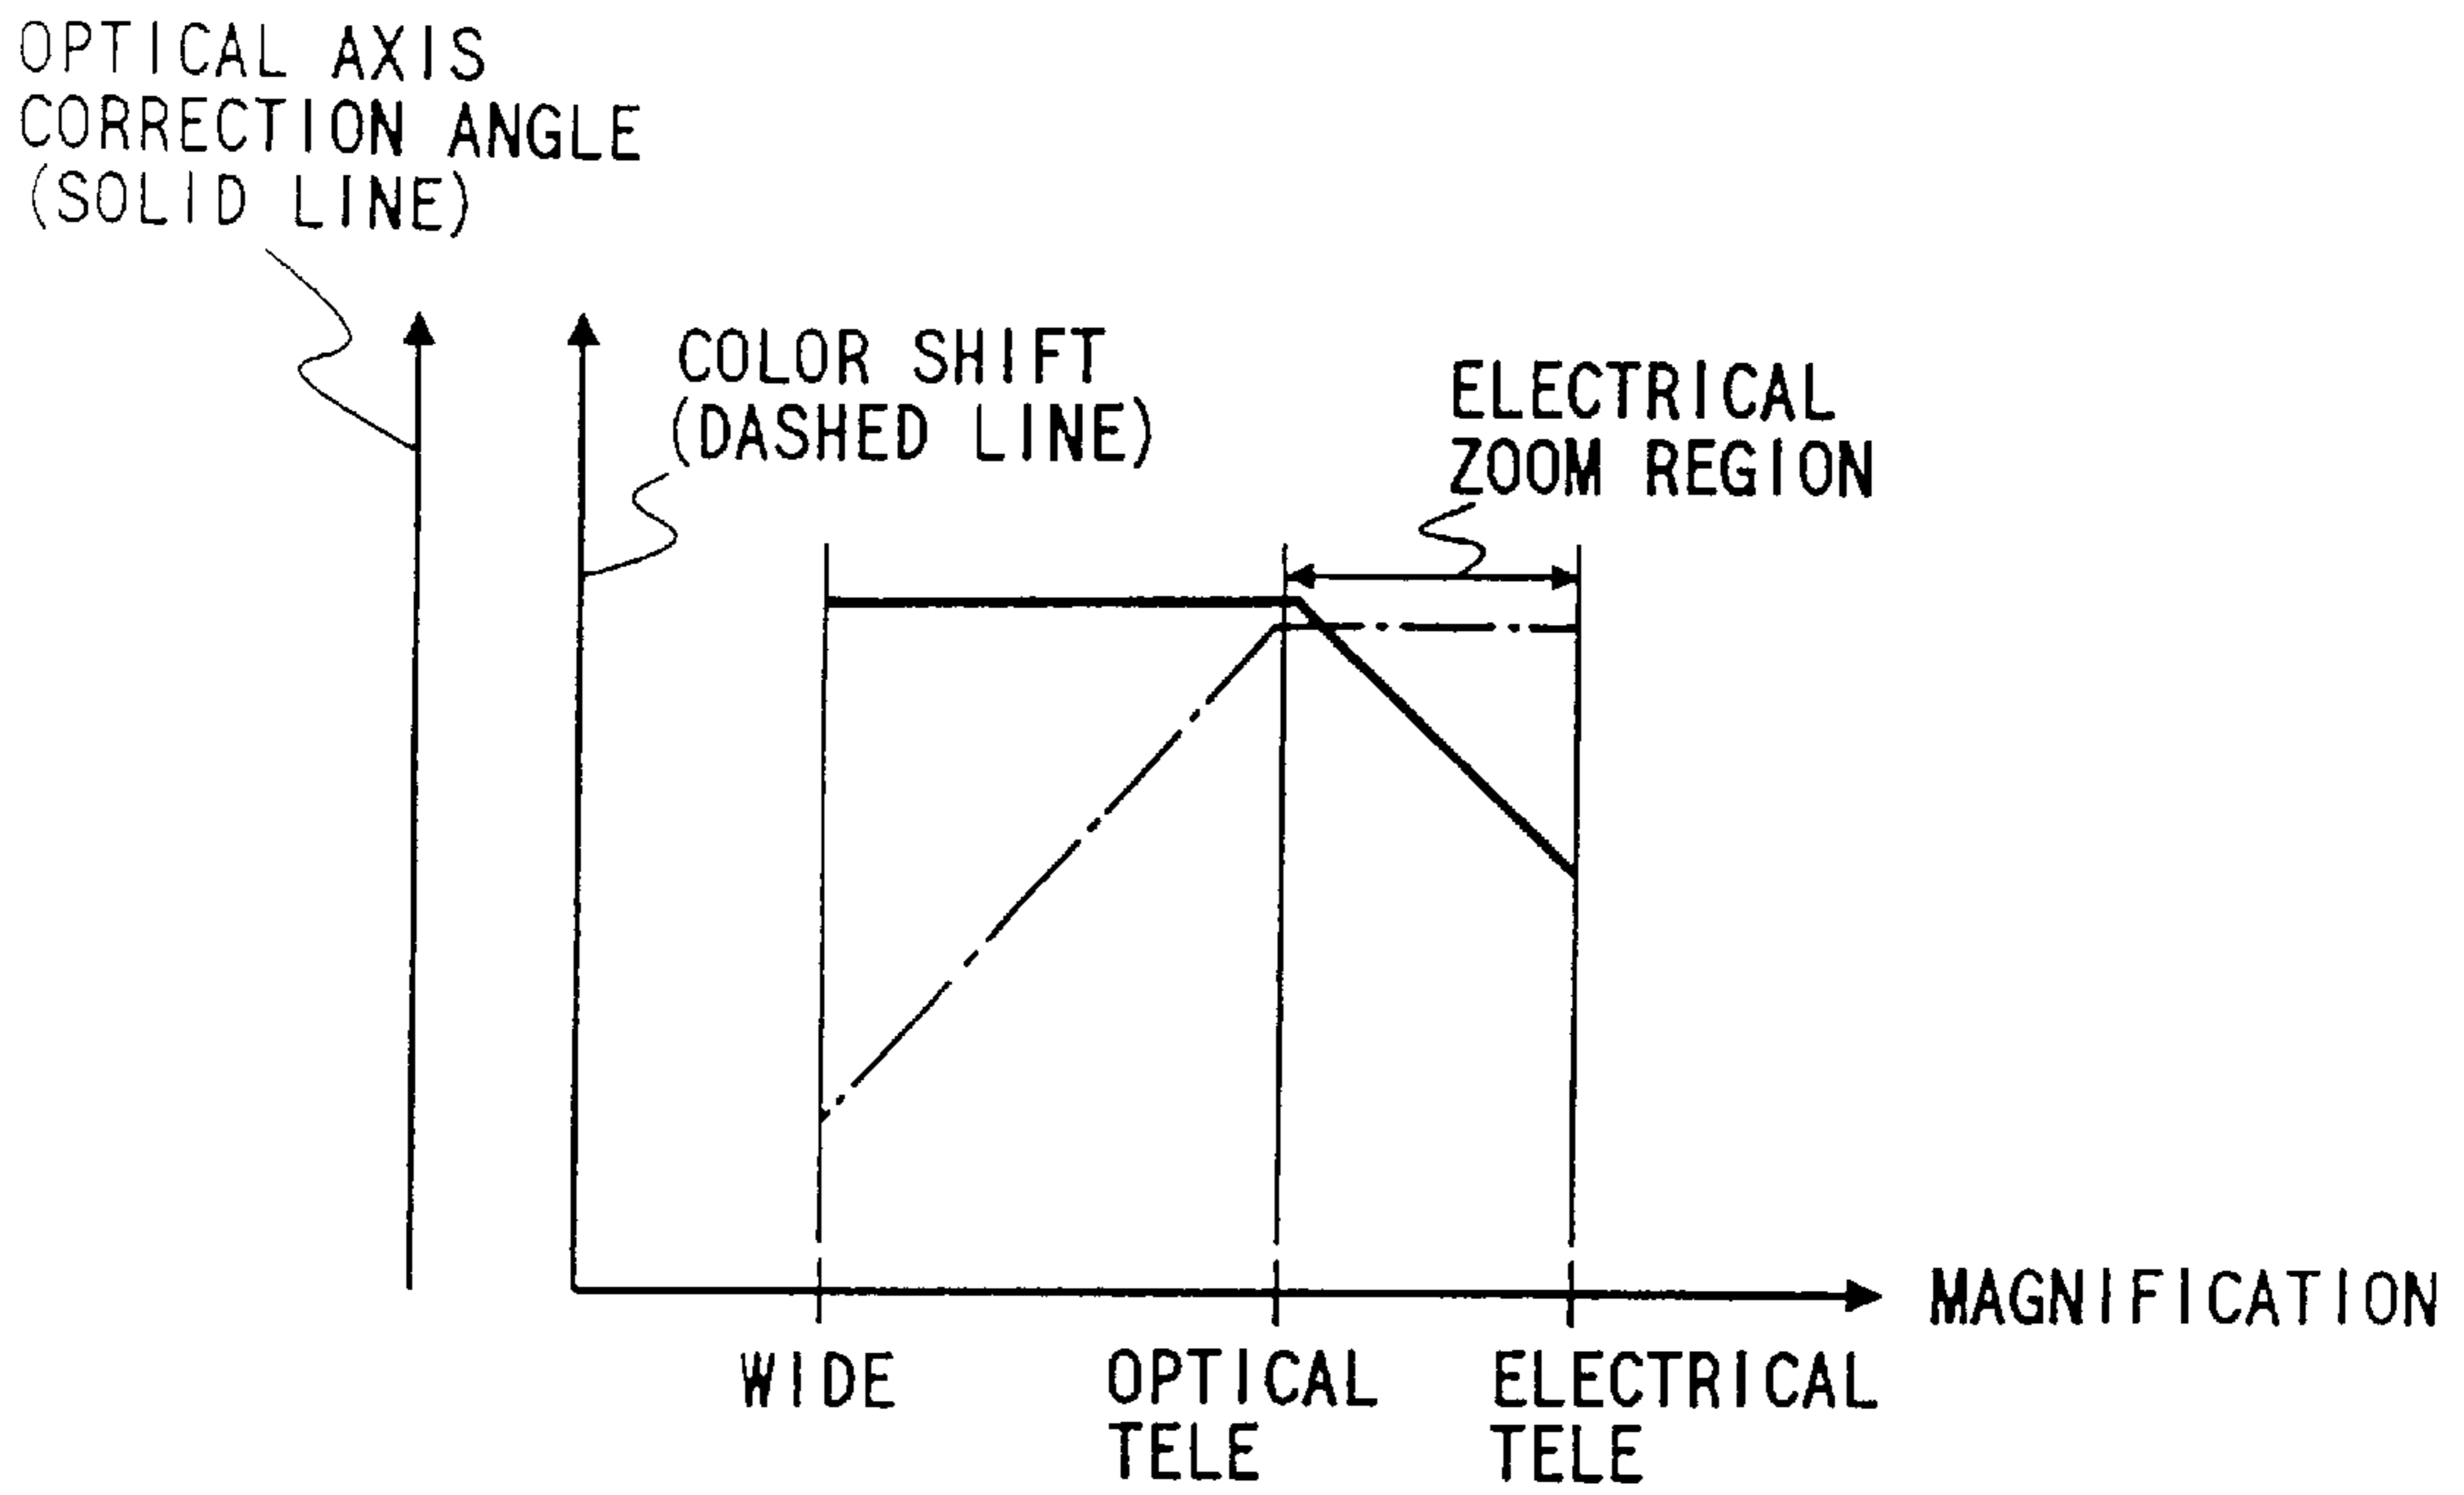 OPTICAL AXIS
CORRECTION ANGLE
(SOLID LINE)
COLOR SHIFT
(DASHED LINE)
ELECTRICAL
ZOOM REGION
MAGNIFICATION
WIDE
OPTICAL
TELE
ELECTRICAL
TELE